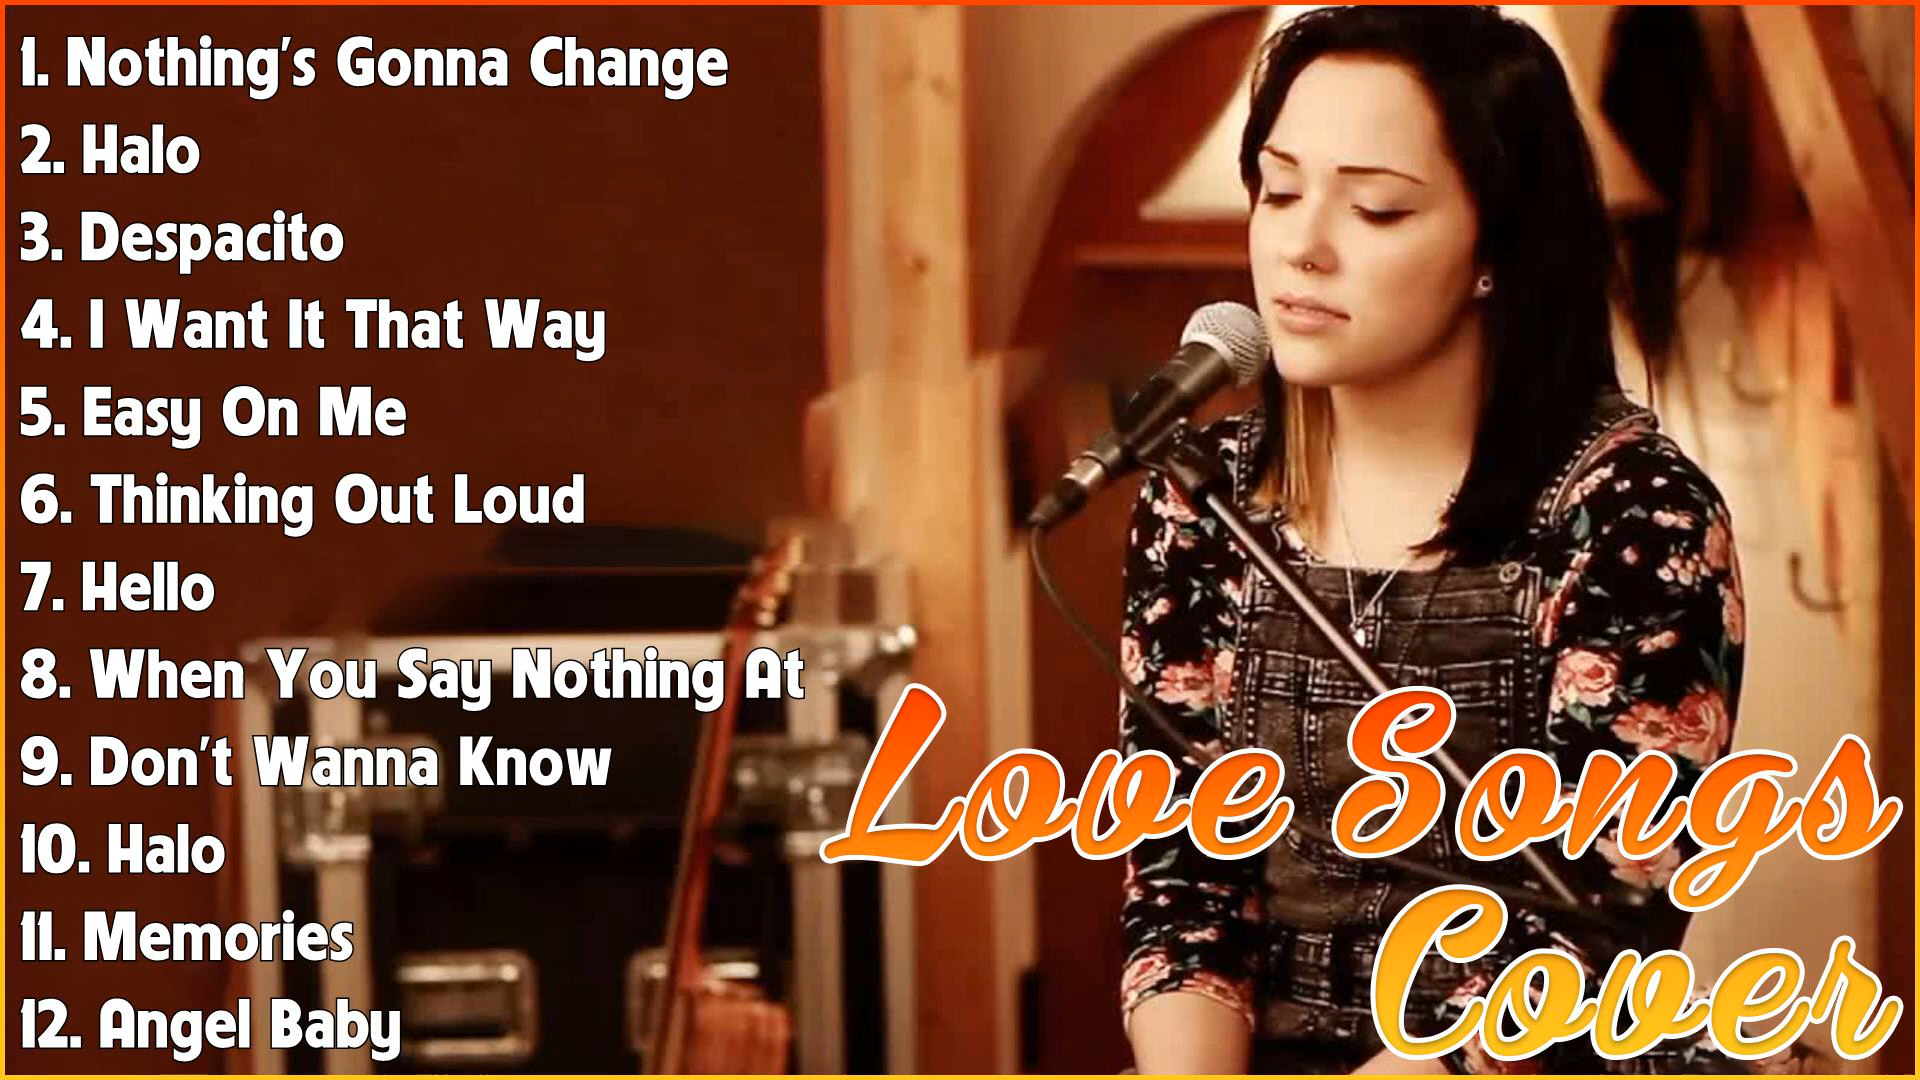 1. Nothing's Gonna Change
2. Halo
3. Despacito
4. I Want It That Way
5. Easy On Me
6. Thinking Out Loud
7. Hello
8. When You Say Nothing At
9. Don't Wanna Know
10. Halo
11. Memories
12. Angel Baby
Love Songs
Cover